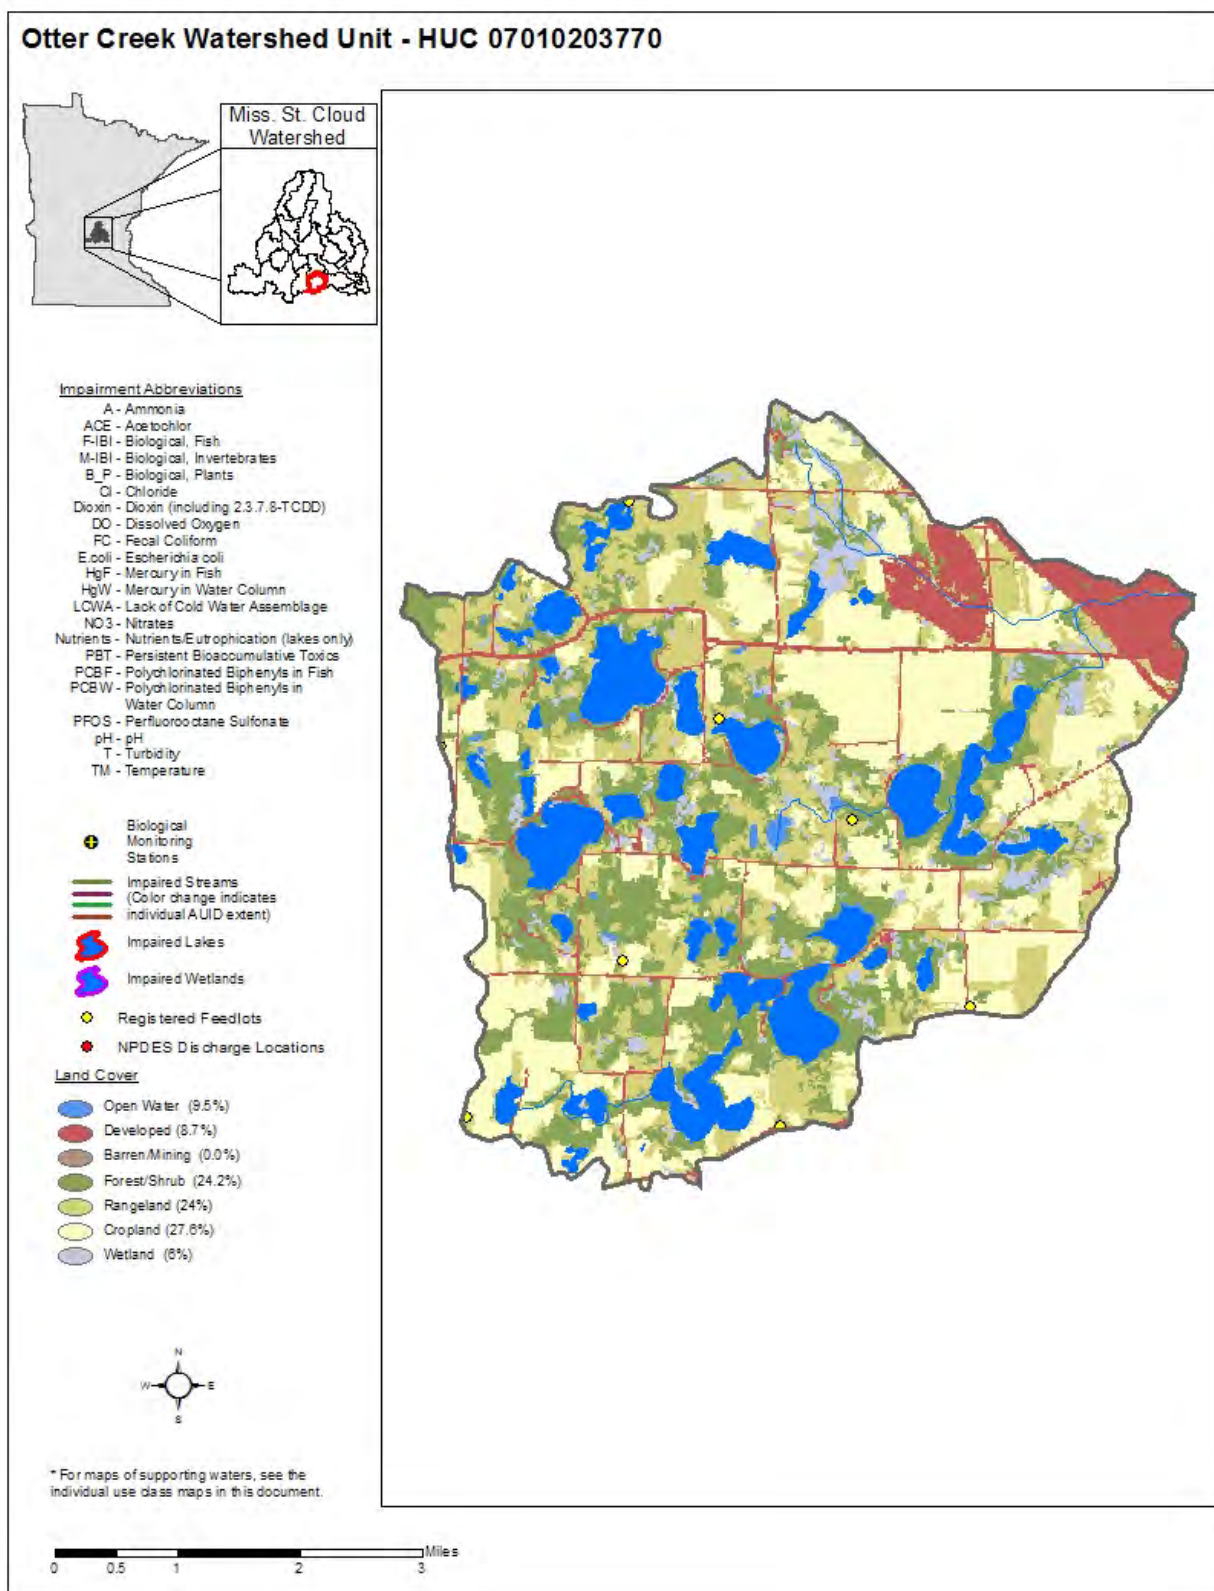 Otter Creek Watershed Unit - HUC 07010203770
Miss. St. Cloud
Watershed
Impairment Abbreviations
A - Ammonia
ACE - Acetochlor
F-IBI - Biological, Fish
M-IBI - Biological, Invertebrates
B_P - Biological, Plants
Cl - Chloride
Dioxin - Dioxin (including 2.3.7.8-TCDD)
DO - Dissolved Oxygen
FC - Fecal Coliform
E.coli - Escherichia coli
HgF - Mercury in Fish
HgW - Mercury in Water Column
LCWA - Lack of Cold Water Assemblage
NO3 - Nitrates
Nutrients - Nutrients/Eutrophication (lakes only)
PBT - Persistent Bioaccumulative Toxics
PCBF - Polychlorinated Biphenyls in Fish
PCBW - Polychlorinated Biphenyls in
Water Column
PFOS - Perfluorooctane Sulfonate
pH - pH
T - Turbidity
TM - Temperature
Biological
Monitoring
Stations
Impaired Streams
(Color change indicates
individual AUID extent)
Impaired Lakes
Impaired Wetlands
Registered Feedlots
NPDES Discharge Locations
Land Cover
Open Water (9.5%)
Developed (8.7%)
Barren/Mining (0.0%)
Forest/Shrub (24.2%)
Rangeland (24%)
Cropland (27.6%)
Wetland (6%)
N
W E
S
* For maps of supporting waters, see the
individual use class maps in this document.
Miles
0 0.5 1 2 3